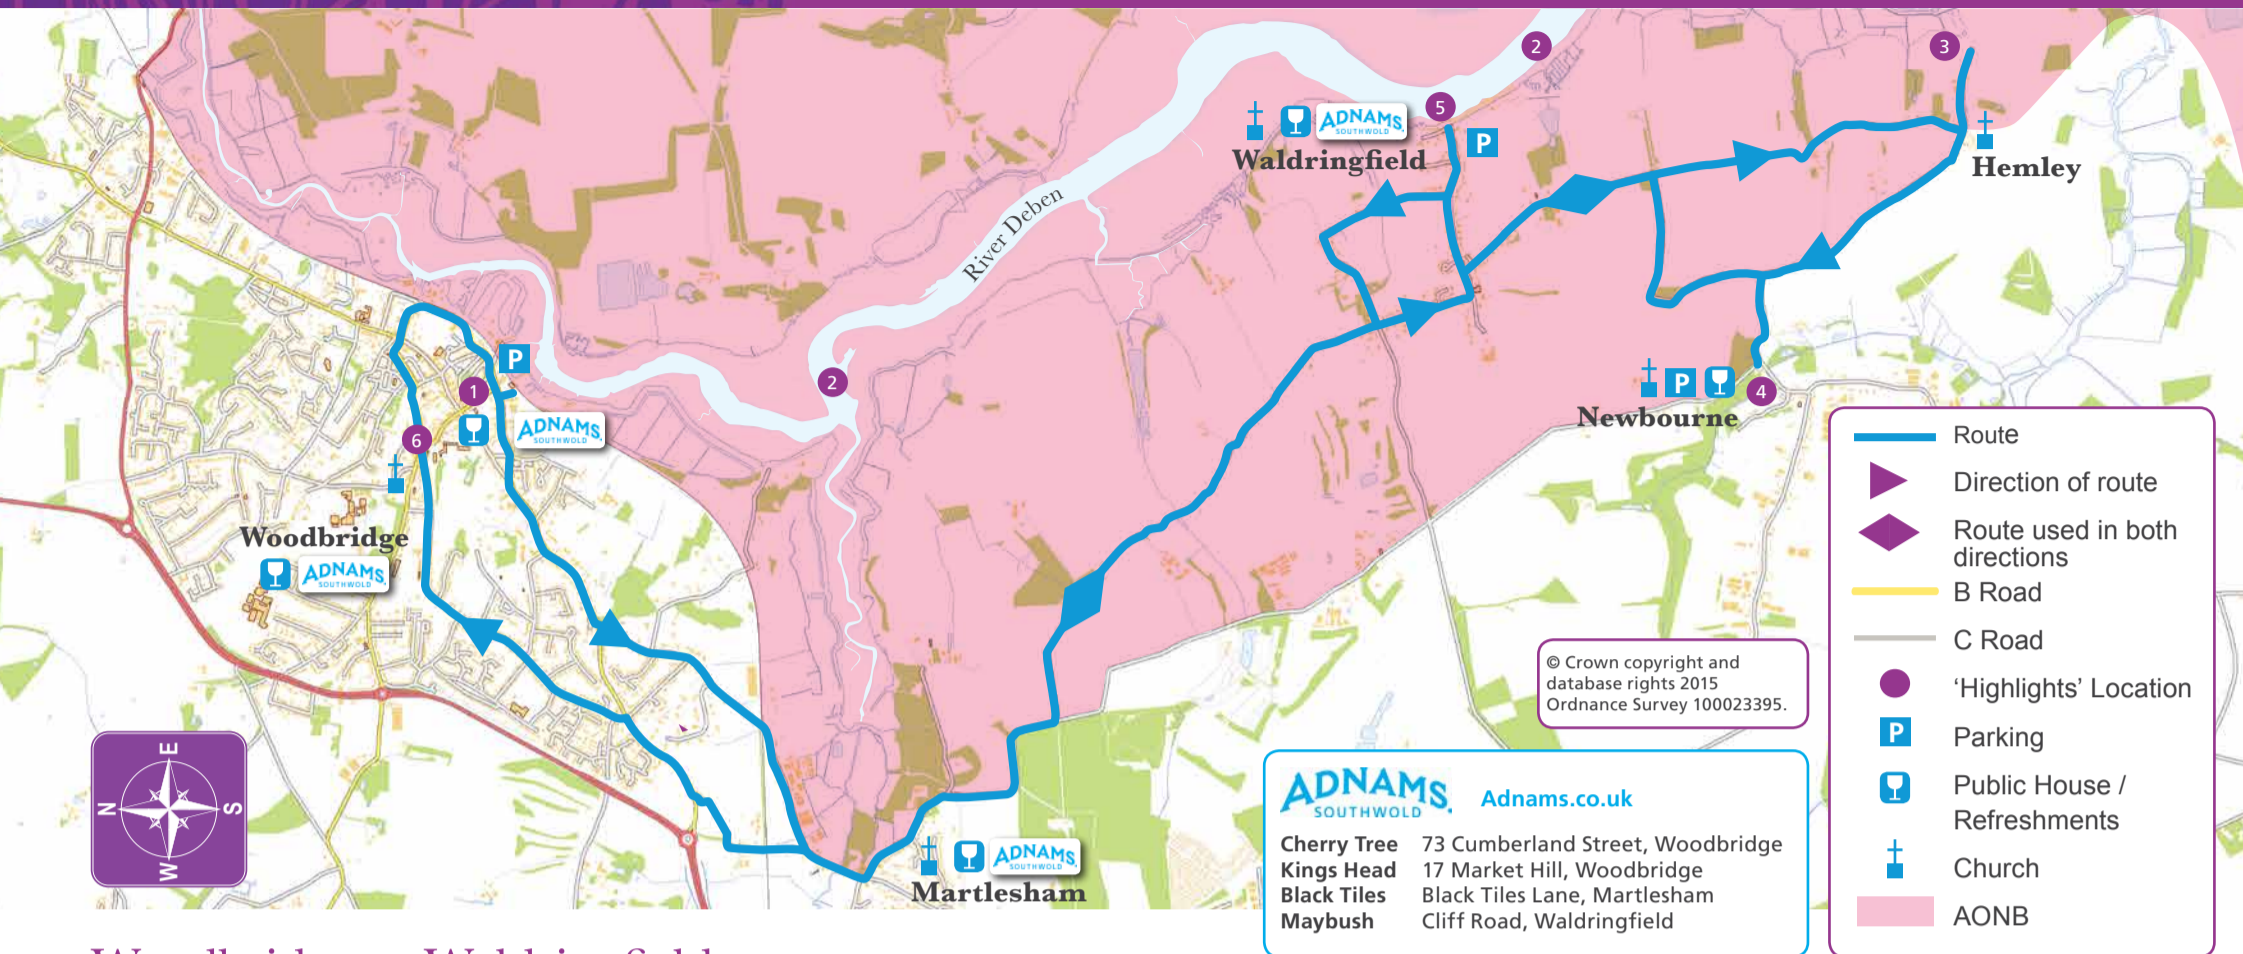 2
3
5
ADNAMS
SOUTHWOLD
P
Waldringfield
Hemley
River Deben
P
1
2
ADNAMS
SOUTHWOLD
6
P
4
Newbourne
Woodbridge
ADNAMS
SOUTHWOLD
E
N
S
W
ADNAMS
SOUTHWOLD
Martlesham
© Crown copyright and
database rights 2015
Ordnance Survey 100023395.
ADNAMS
SOUTHWOLD
Adnams.co.uk
Cherry Tree 73 Cumberland Street, Woodbridge
Kings Head 17 Market Hill, Woodbridge
Black Tiles Black Tiles Lane, Martlesham
Maybush Cliff Road, Waldringfield
Route
Direction of route
Route used in both
directions
B Road
C Road
‘Highlights’ Location
P Parking
Public House /
Refreshments
Church
AONB